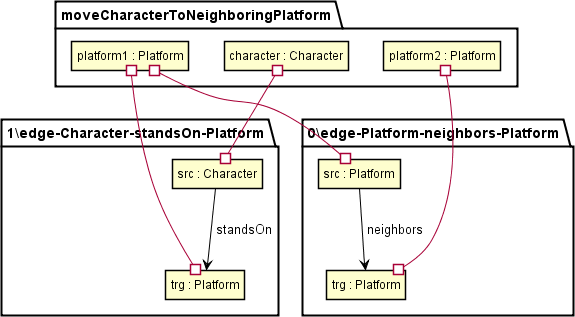 moveCharacterToNeighboringPlatform
platform1 : Platform
character : Character
platform2 : Platform
1\edge-Character-standsOn-Platform
0\edge-Platform-neighbors-Platform
src : Character
src : Platform
standsOn
neighbors
trg : Platform
trg : Platform